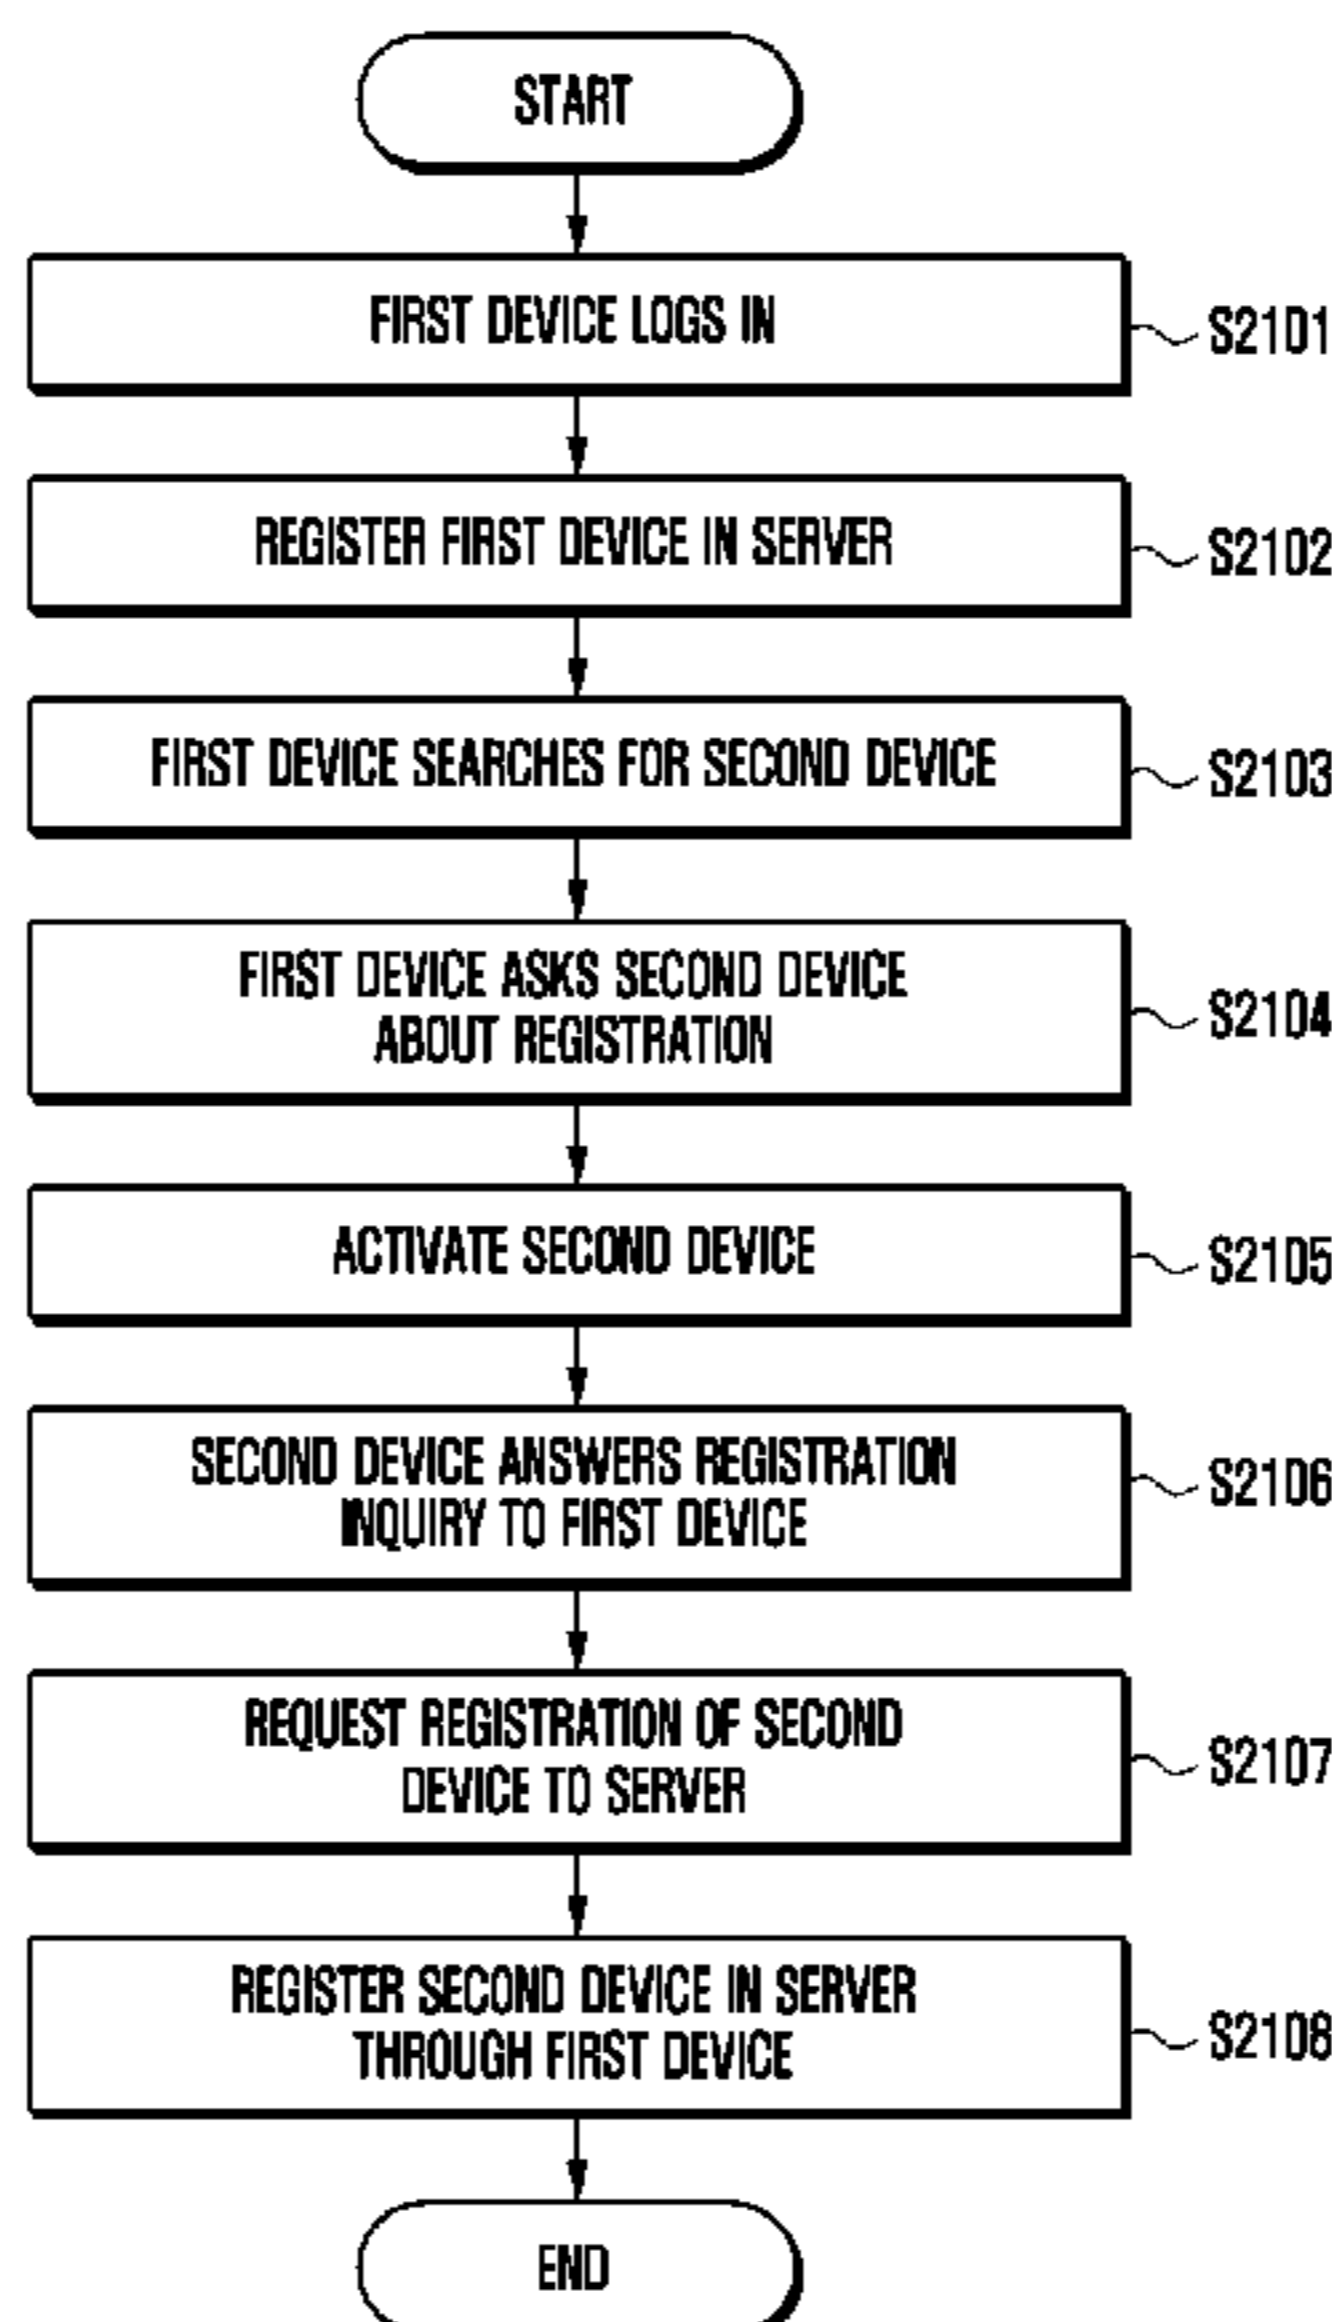 START
FIRST DEVICE LOGS IN
S2101
REGISTER FIRST DEVICE IN SERVER
S2102
FIRST DEVICE SEARCHES FOR SECOND DEVICE
S2103
FIRST DEVICE ASKS SECOND DEVICE
ABOUT REGISTRATION
S2104
ACTIVATE SECOND DEVICE
S2105
SECOND DEVICE ANSWERS REGISTRATION
INQUIRY TO FIRST DEVICE
S2106
REQUEST REGISTRATION OF SECOND
DEVICE TO SERVER
S2107
REGISTER SECOND DEVICE IN SERVER
THROUGH FIRST DEVICE
S2108
END